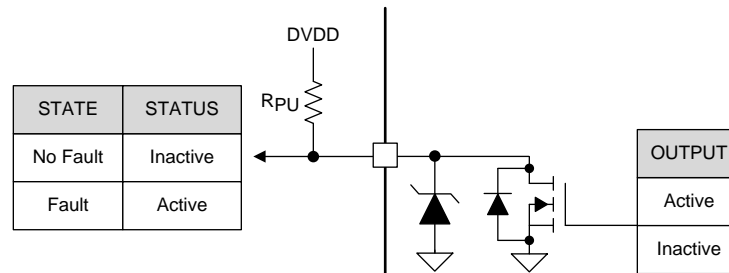 DVDD
RPU
STATE STATUS
No Fault Inactive
Fault Active
OUTPUT
Active
Inactive